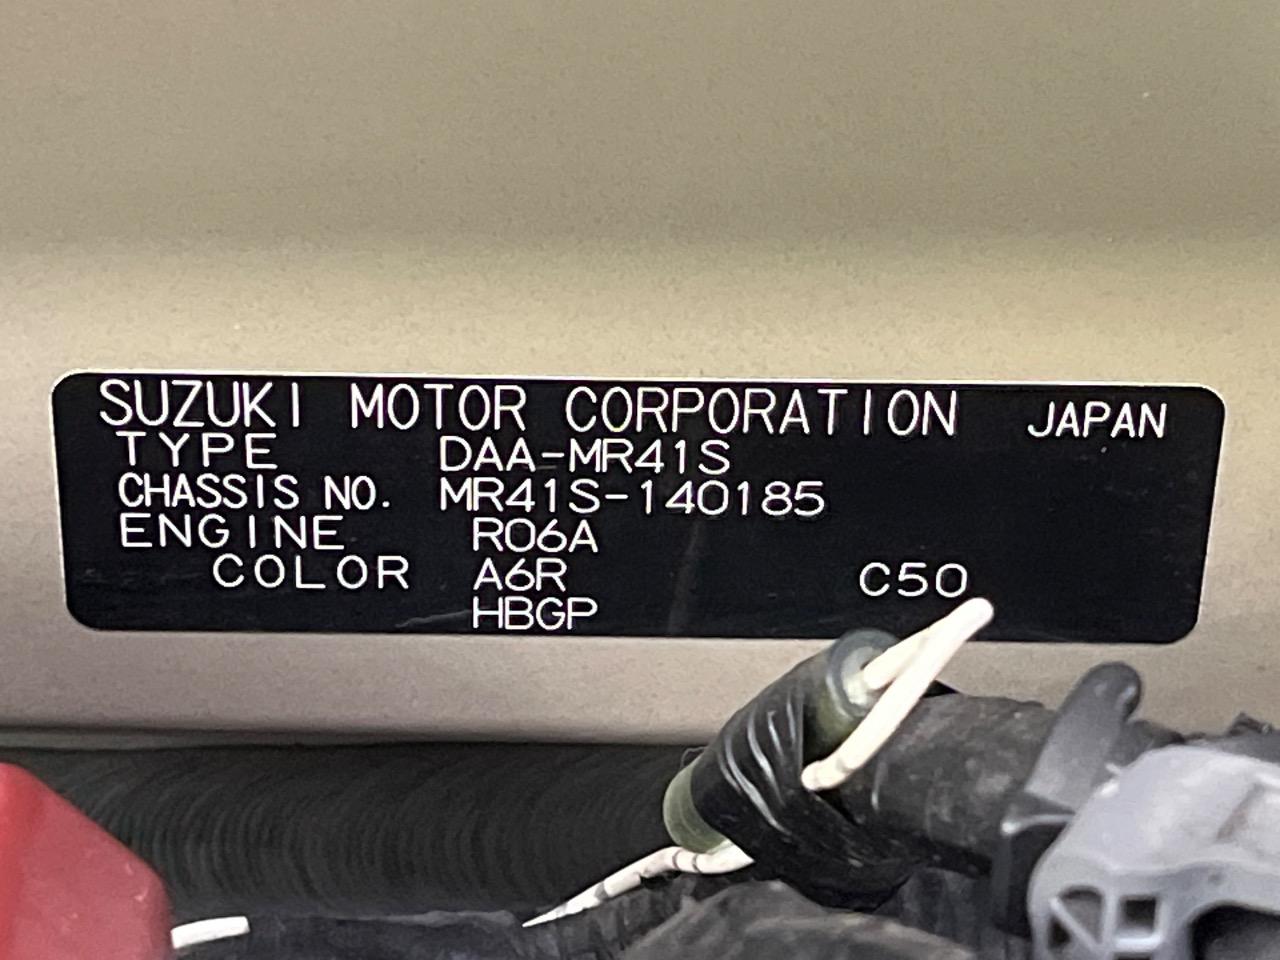 SUZUKI MOTOR CORPORATION JAPAN
TYPE DAA-MR41S
CHASSIS NO. MR41S-140185
ENGINE R06A
COLOR A6R C50
HBGP